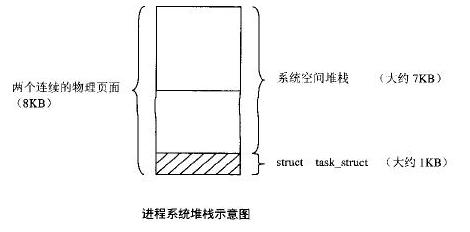 两个连续的物理页面
（8KB）
系统空间堆栈 （大约 7KB）
struct task_struct （大约 1KB）
进程系统堆栈示意图